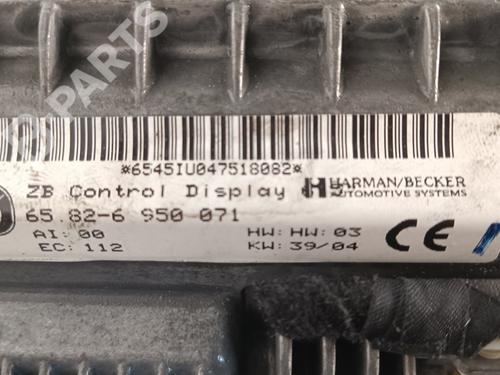 B PARTS
*6545IU047518082*
ZB Control Display
HARMAN/BECKER
AUTOMOTIVE SYSTEMS
65.82-6 950 071
AI: 00
HW: HW: 03
EC: 112
KW: 39/04
CE